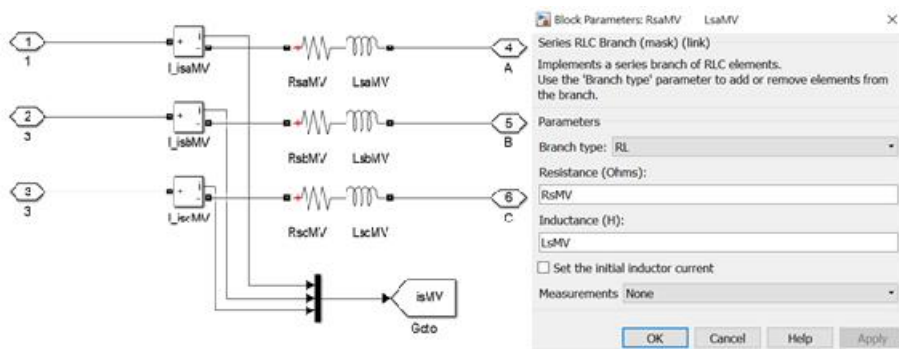 1
1
+ i -
I_isaMV
RsaMV LsaMV
4
A
2
3
+ i -
I_isbMV
RsbMV LsbMV
5
B
3
3
+ i -
I_iscMV
RscMV LscMV
6
C
isMV
Goto
Block Parameters: RsaMV LsaMV
Series RLC Branch (mask) (link)
Implements a series branch of RLC elements.
Use the 'Branch type' parameter to add or remove elements from
the branch.
Parameters
Branch type: RL
Resistance (Ohms):
RsMV
Inductance (H):
LsMV
Set the initial inductor current
Measurements None
OK Cancel Help Apply